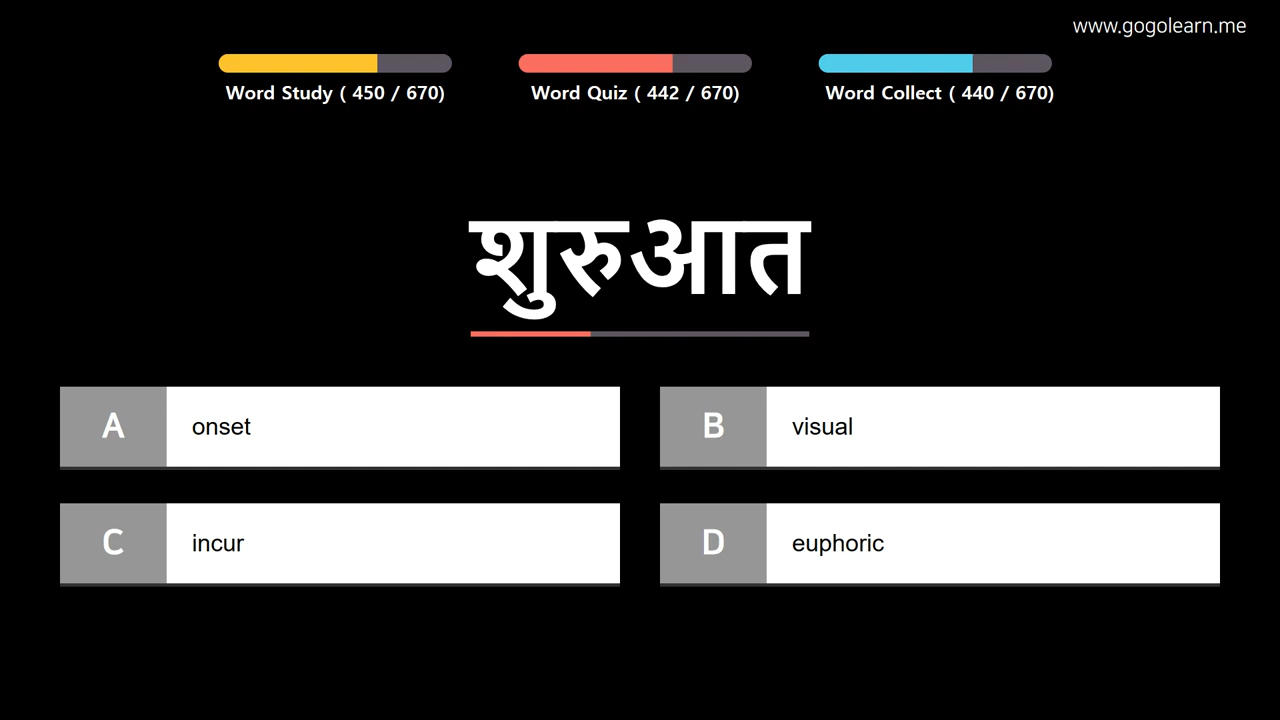 www.gogolearn.me
Word Study ( 450 / 670)
Word Quiz ( 442 / 670)
Word Collect ( 440 / 670)
शुरुआत
A onset
B visual
C incur
D euphoric